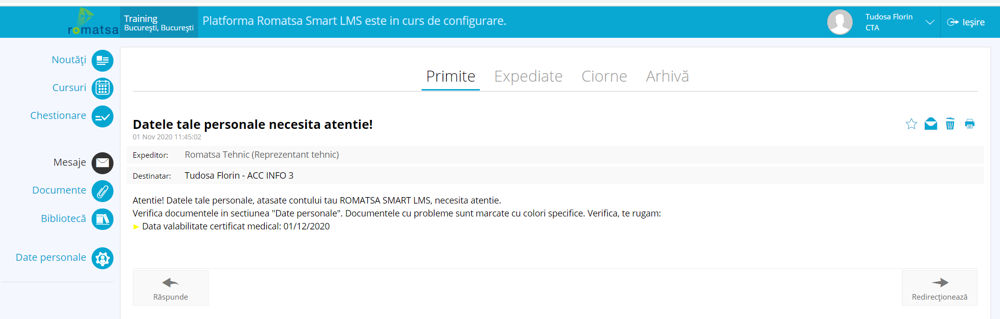 romatsa
Training
Bucureşti, Bucureşti
Platforma Romatsa Smart LMS este in curs de configurare.
Tudosa Florin
CTA
Ieşire
Noutăţi
Cursuri
Chestionare
Mesaje
Documente
Bibliotecă
Date personale
Primite Expediate Ciorne Arhivă
Datele tale personale necesita atentie!
01 Nov 2020 11:45:02
Expeditor: Romatsa Tehnic (Reprezentant tehnic)
Destinatar: Tudosa Florin - ACC INFO 3
Atentie! Datele tale personale, atasate contului tau ROMATSA SMART LMS, necesita atentie.
Verifica documentele in sectiunea "Date personale". Documentele cu probleme sunt marcate cu colori specifice. Verifica, te rugam:
► Data valabilitate certificat medical: 01/12/2020
Răspunde
Redirecţionează